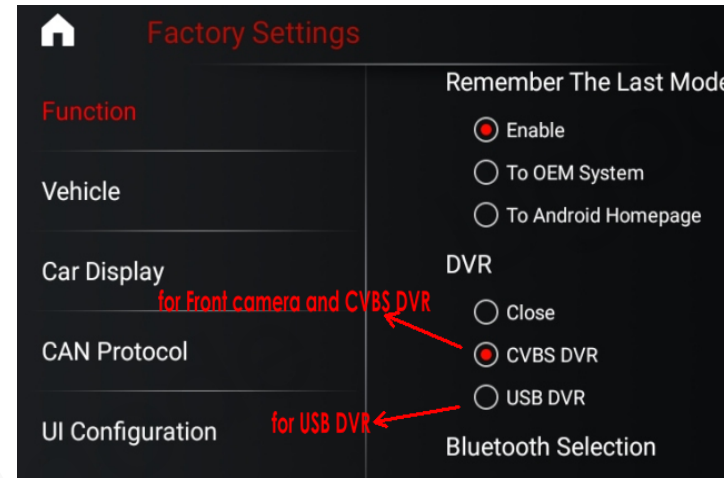 Factory Settings
Function
Vehicle
Car Display
CAN Protocol
UI Configuration
Remember The Last Mode
Enable
To OEM System
To Android Homepage
DVR
Close
for Front camera and CVBS DVR
CVBS DVR
USB DVR
for USB DVR
Bluetooth Selection